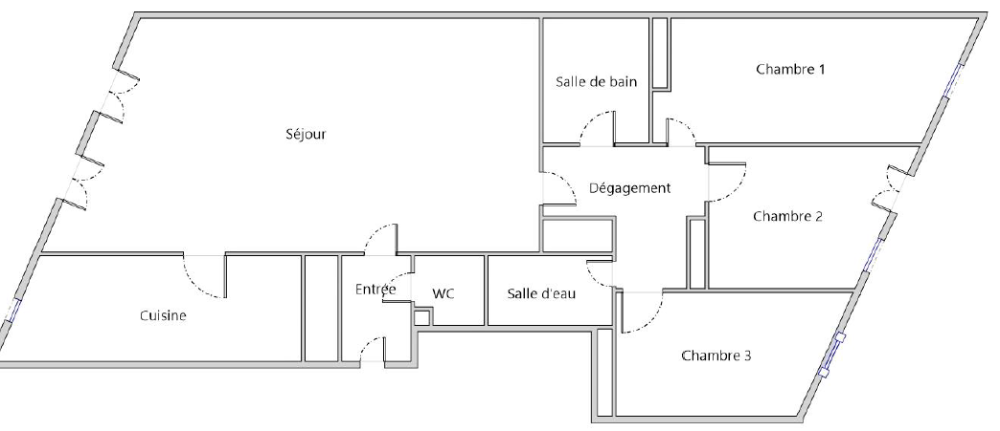 Chambre 1
Salle de bain
Séjour
Dégagement
Chambre 2
Entrée
WC
Salle d'eau
Cuisine
Chambre 3